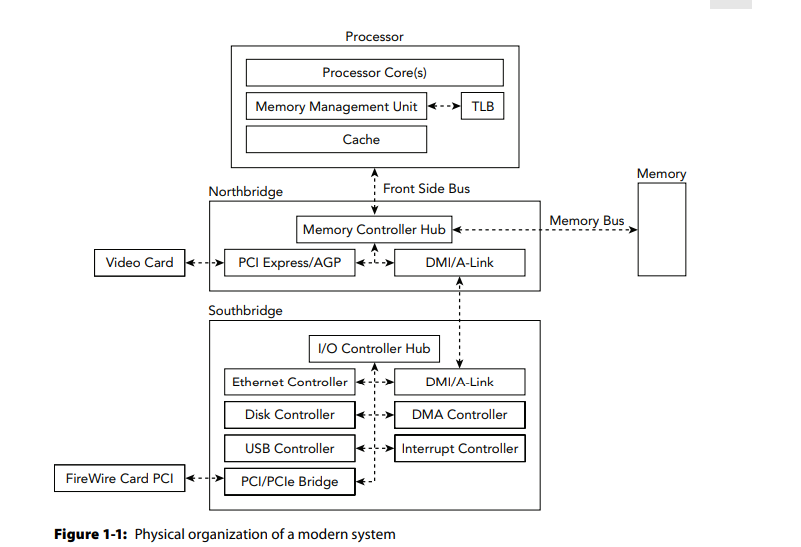 Processor
Processor Core(s)
Memory Management Unit
TLB
Cache
Front Side Bus
Memory
Northbridge
Memory Controller Hub
Memory Bus
Video Card
PCI Express/AGP
DMI/A-Link
Southbridge
I/O Controller Hub
Ethernet Controller
DMI/A-Link
Disk Controller
DMA Controller
USB Controller
Interrupt Controller
FireWire Card PCI
PCI/PCIe Bridge
Figure 1-1: Physical organization of a modern system